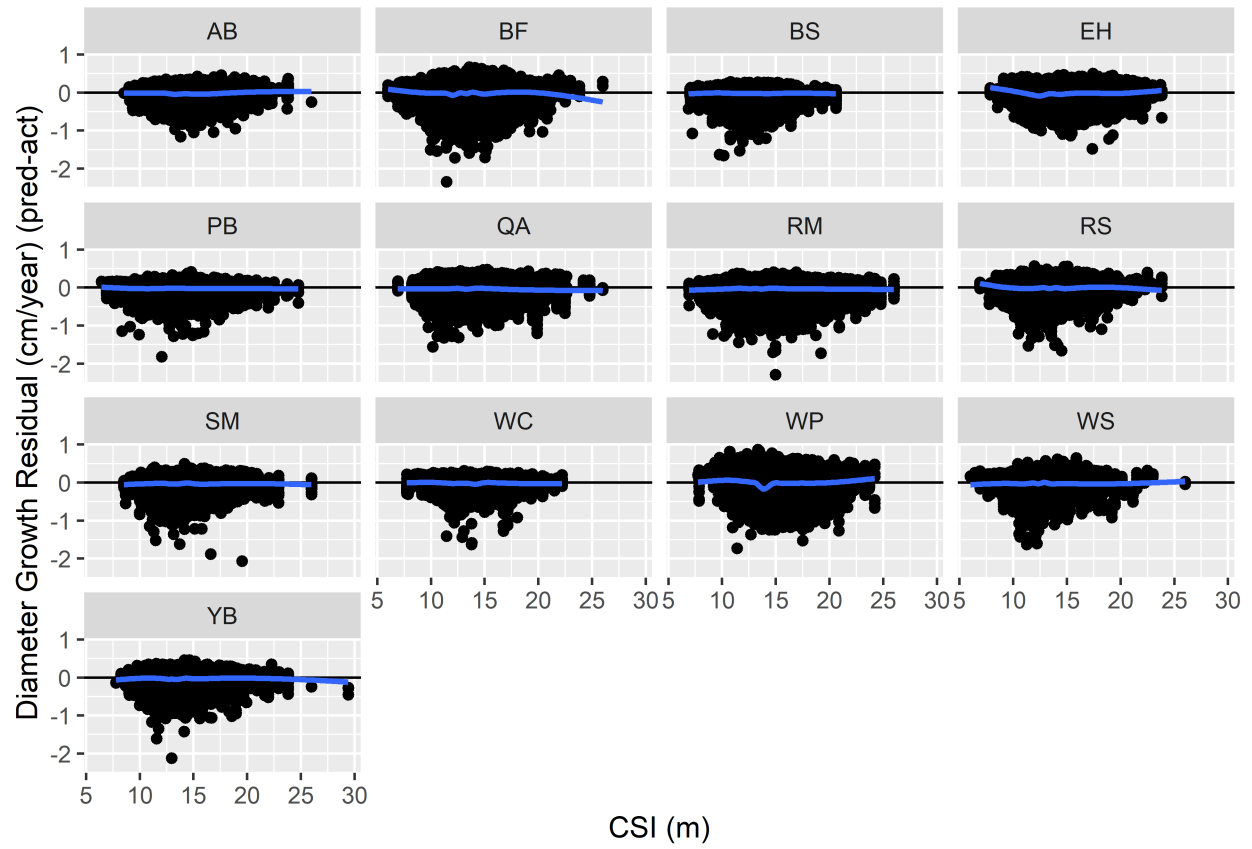 AB BF BS EH
1
0
-1
-2
PB QA RM RS
1
0
-1
-2
SM WC WP WS
1
0
-1
-2
5 10 15 20 25 30 5 10 15 20 25 30 5 10 15 20 25 30
YB
1
0
-1
-2
5 10 15 20 25 30
CSI (m)
Diameter Growth Residual (cm/year) (pred-act)